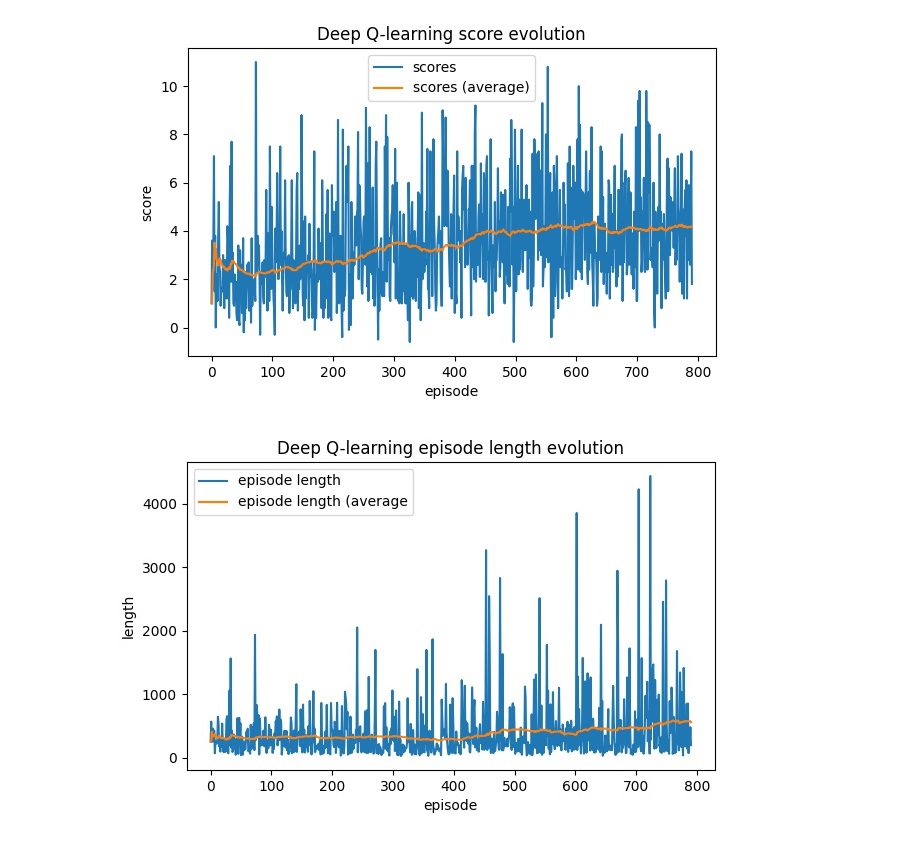 Deep Q-learning score evolution
scores
scores (average)
10
8
6
4
2
0
score
0 100 200 300 400 500 600 700 800
episode
Deep Q-learning episode length evolution
episode length
episode length (average
4000
3000
2000
1000
0
length
0 100 200 300 400 500 600 700 800
episode